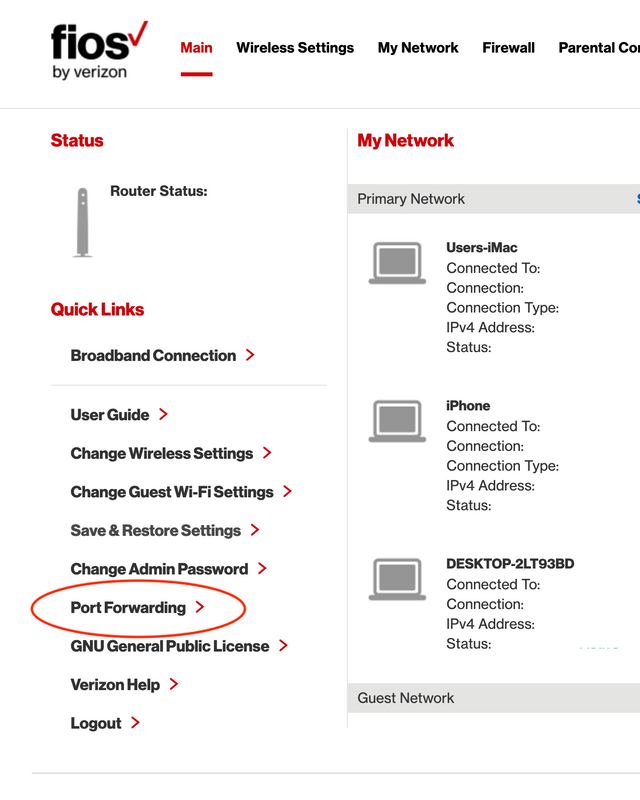 fios
by verizon
Main Wireless Settings My Network Firewall Parental Co
Status
Router Status:
Quick Links
Broadband Connection
User Guide
Change Wireless Settings
Change Guest Wi-Fi Settings
Save & Restore Settings
Change Admin Password
Port Forwarding
GNU General Public License
Verizon Help
Logout
My Network
Primary Network
Users-iMac
Connected To:
Connection:
Connection Type:
IPv4 Address:
Status:
iPhone
Connected To:
Connection:
Connection Type:
IPv4 Address:
Status:
DESKTOP-2LT93BD
Connected To:
Connection:
IPv4 Address:
Status:
Guest Network